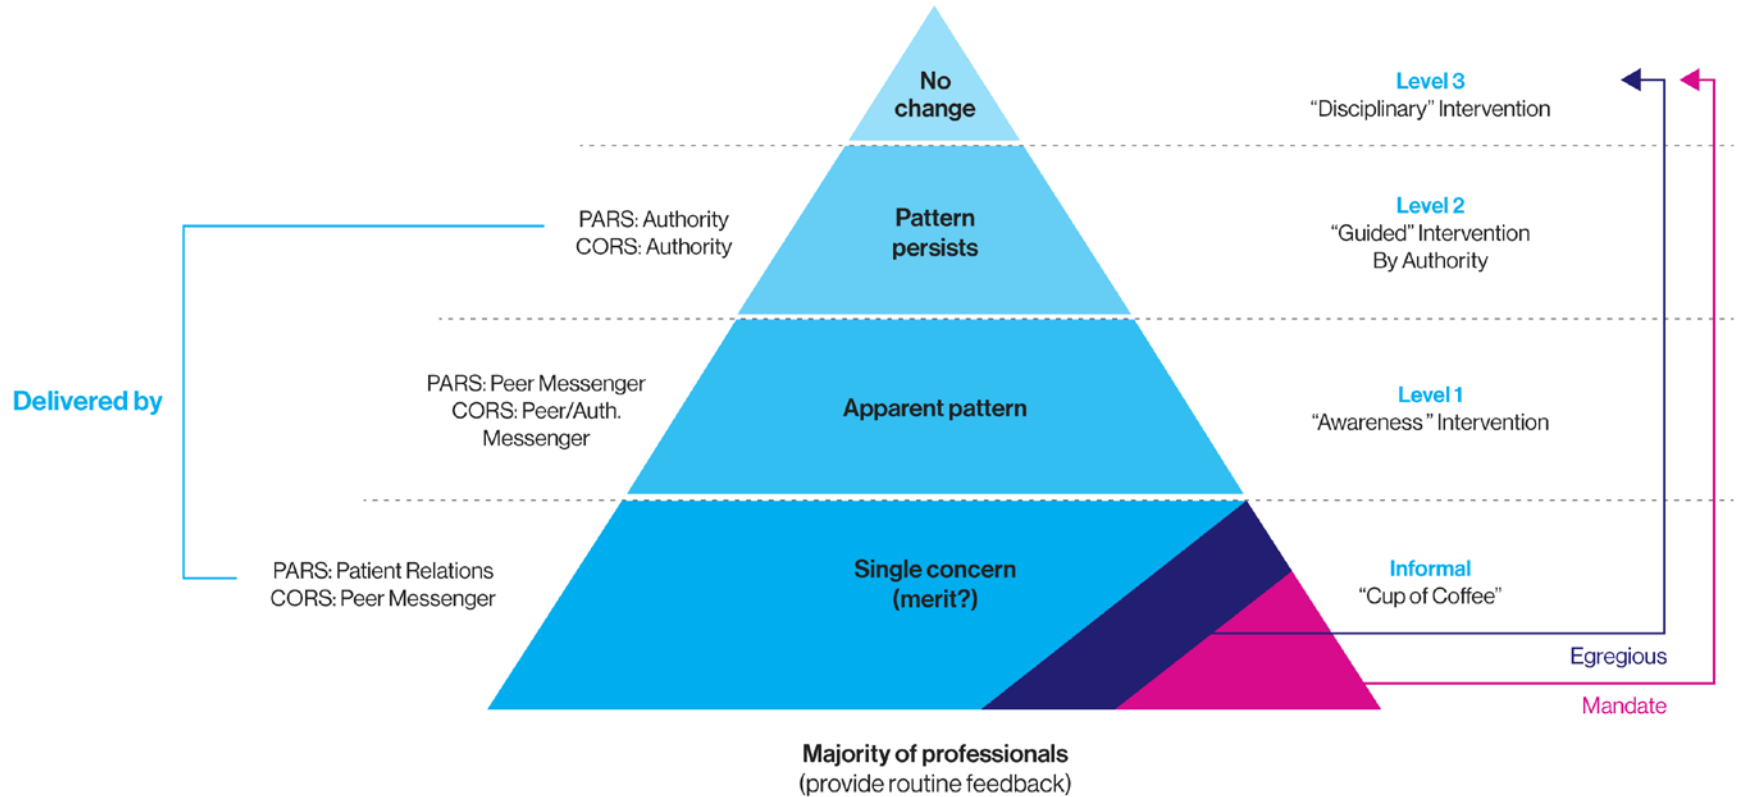 No
change
Level 3
“Disciplinary” Intervention
PARS: Authority
CORS: Authority
Pattern
persists
Level 2
“Guided” Intervention
By Authority
Delivered by
PARS: Peer Messenger
CORS: Peer/Auth.
Messenger
Apparent pattern
Level 1
“Awareness” Intervention
PARS: Patient Relations
CORS: Peer Messenger
Single concern
(merit?)
Informal
“Cup of Coffee”
Egregious
Mandate
Majority of professionals
(provide routine feedback)